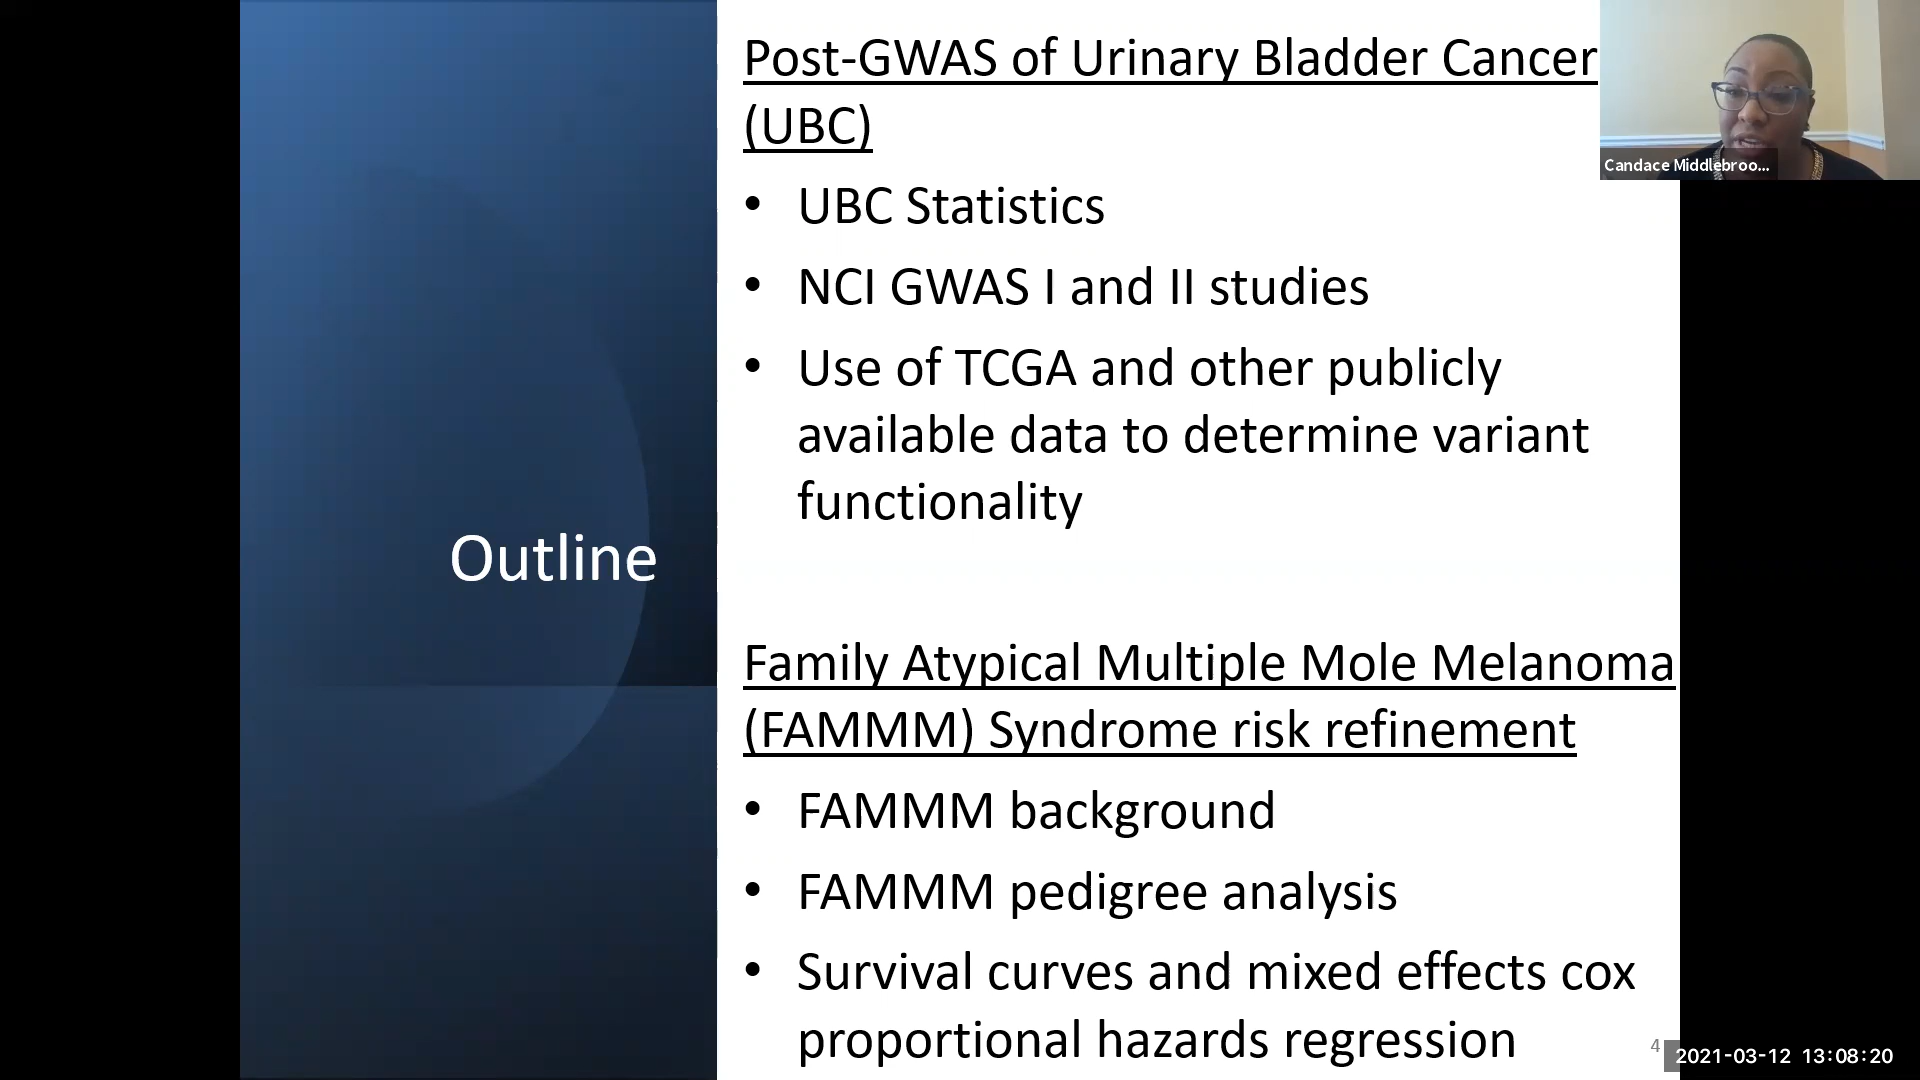 Post-GWAS of Urinary Bladder Cancer
(UBC)
• UBC Statistics
• NCI GWAS I and II studies
• Use of TCGA and other publicly
available data to determine variant
functionality
Outline
Family Atypical Multiple Mole Melanoma
(FAMMM) Syndrome risk refinement
• FAMMM background
• FAMMM pedigree analysis
• Survival curves and mixed effects cox
proportional hazards regression
4
Candace Middlebroo...
2021-03-12 13:08:20